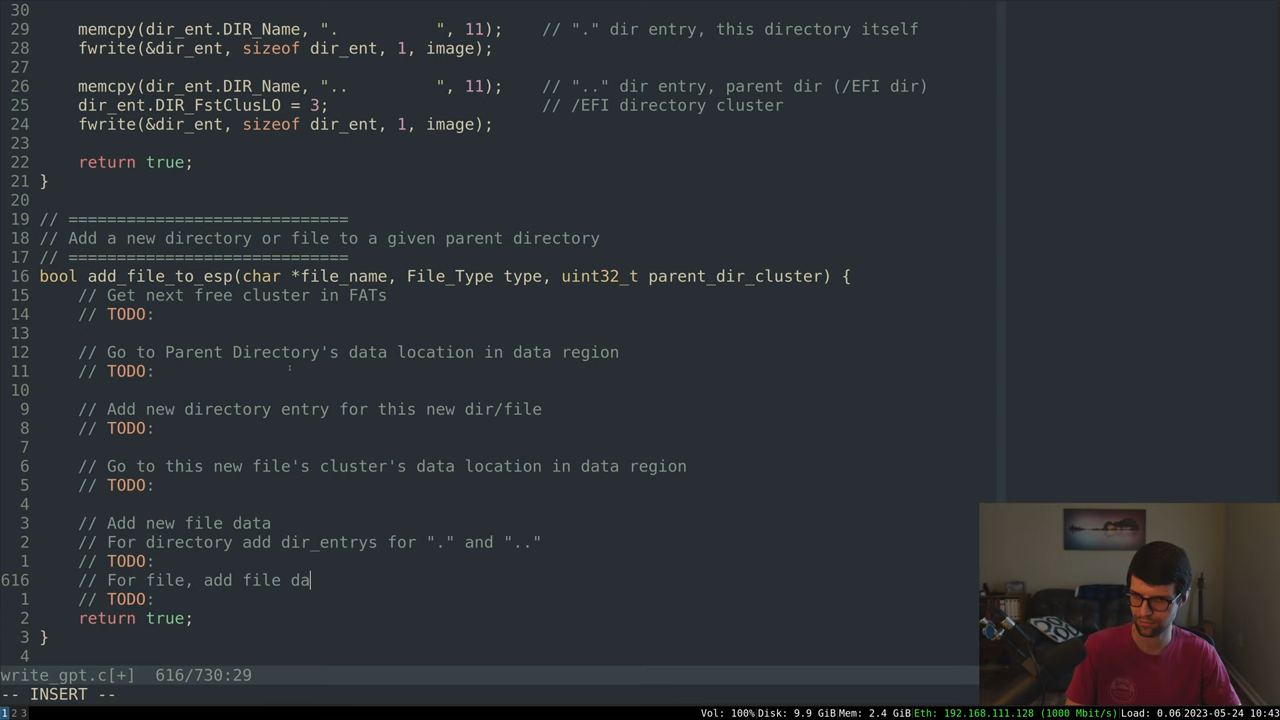 30
29     memcpy(dir_ent.DIR_Name, ".          ", 11);    // "." dir entry, this directory itself
28     fwrite(&dir_ent, sizeof dir_ent, 1, image);
27
26     memcpy(dir_ent.DIR_Name, "..         ", 11);    // ".." dir entry, parent dir (/EFI dir)
25     dir_ent.DIR_FstClusLO = 3;                      // /EFI directory cluster
24     fwrite(&dir_ent, sizeof dir_ent, 1, image);
23
22     return true;
21 }
20
19 // =============================
18 // Add a new directory or file to a given parent directory
17 // =============================
16 bool add_file_to_esp(char *file_name, File_Type type, uint32_t parent_dir_cluster) {
15     // Get next free cluster in FATs
14     // TODO:
13
12     // Go to Parent Directory's data location in data region
11     // TODO:
10
9     // Add new directory entry for this new dir/file
8     // TODO:
7
6     // Go to this new file's cluster's data location in data region
5     // TODO:
4
3     // Add new file data
2     // For directory add dir_entrys for "." and ".."
1     // TODO:
616     // For file, add file da
1     // TODO:
2     return true;
3 }
4
write_gpt.c[+]  616/730:29
-- INSERT --
1 2 3 Vol: 100% Disk: 9.9 GiB Mem: 2.4 GiB Eth: 192.168.111.128 (1000 Mbit/s) Load: 0.06 2023-05-24 10:43